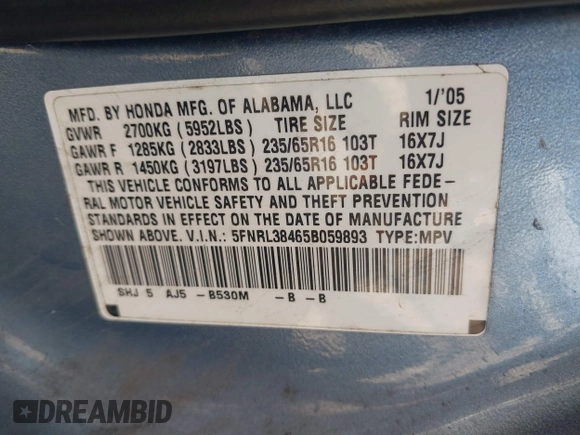 MFD. BY HONDA MFG. OF ALABAMA, LLC 1/'05
GVWR 2700KG (5952LBS) TIRE SIZE RIM SIZE
GAWR F 1285KG (2833LBS) 235/65R16 103T 16X7J
GAWR R 1450KG (3197LBS) 235/65R16 103T 16X7J
THIS VEHICLE CONFORMS TO ALL APPLICABLE FEDE-
RAL MOTOR VEHICLE SAFETY AND THEFT PREVENTION
STANDARDS IN EFFECT ON THE DATE OF MANUFACTURE
SHOWN ABOVE. V.I.N.: 5FNRL38465B059893 TYPE:MPV
SHJ 5 AJ5 -B530M -B -B
DREAMBID